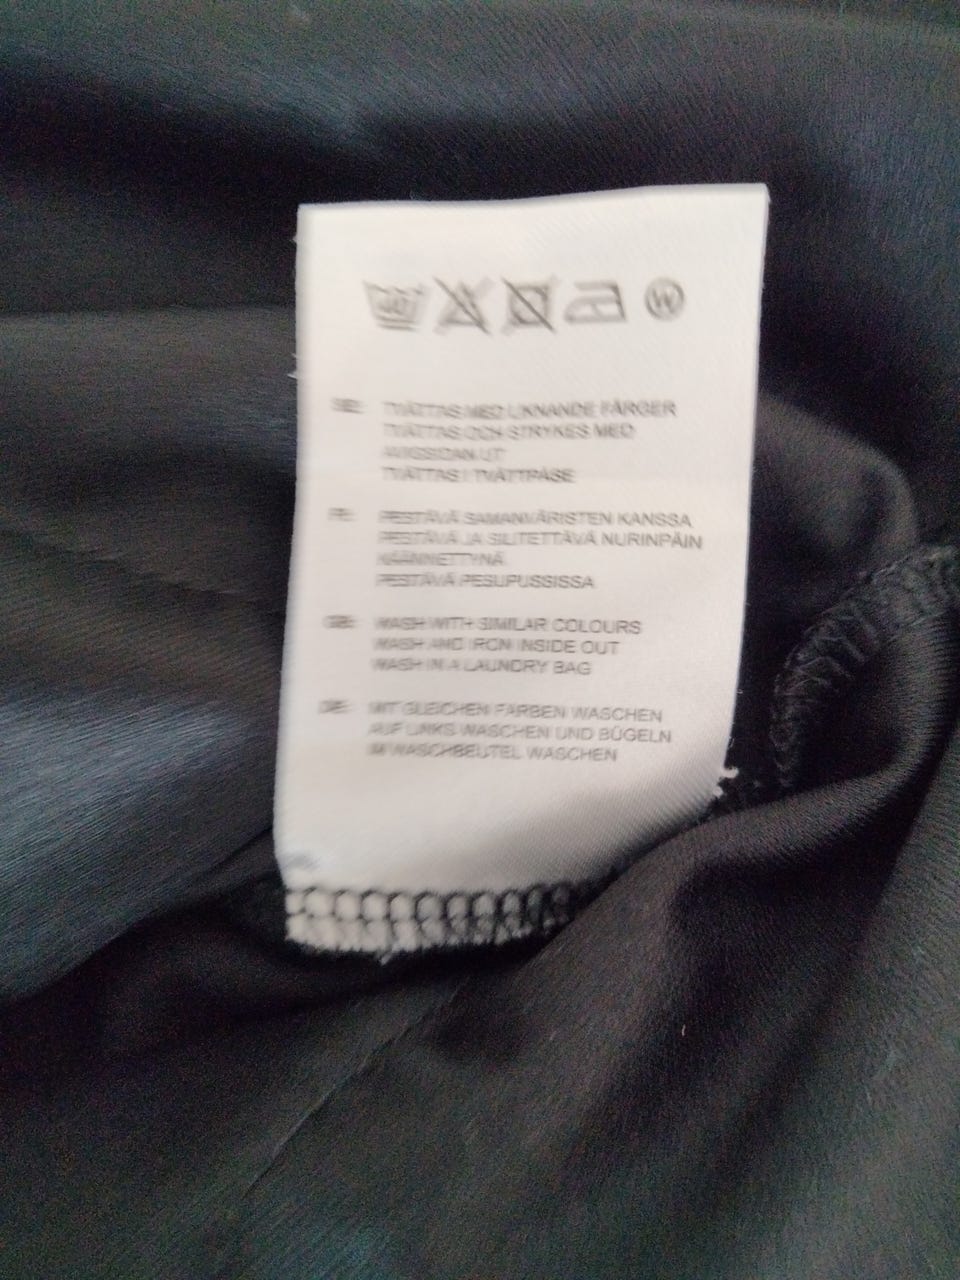 40
W
SE: TVÄTTAS MED LIKNANDE FÄRGER
TVÄTTAS OCH STRYKES MED
AVIGSIDAN UT
TVÄTTAS I TVÄTTPÅSE
FI: PESTÄVÄ SAMANVÄRISTEN KANSSA
PESTÄVÄ JA SILITETTÄVÄ NURINPÄIN
KÄÄNNETTYNÄ
PESTÄVÄ PESUPUSSISSA
GB: WASH WITH SIMILAR COLOURS
WASH AND IRON INSIDE OUT
WASH IN A LAUNDRY BAG
DE: MIT GLEICHEN FARBEN WASCHEN
AUF LINKS WASCHEN UND BÜGELN
IM WASCHBEUTEL WASCHEN